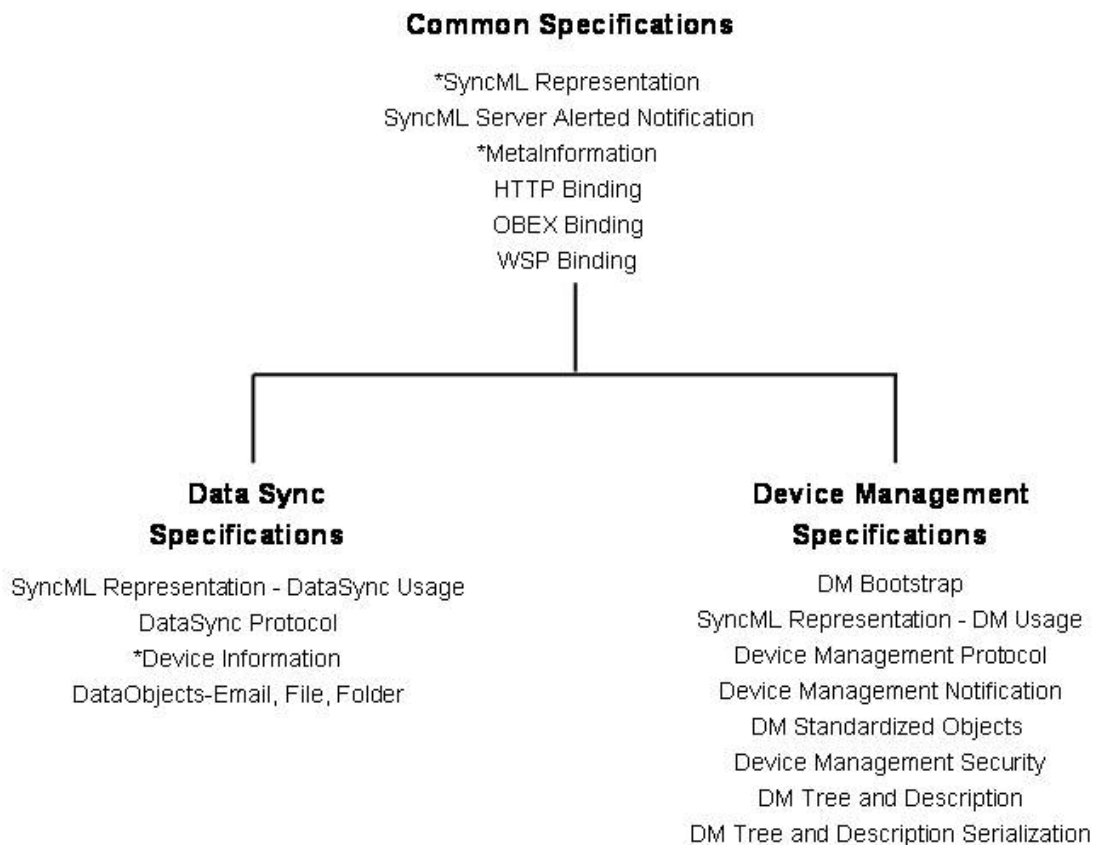 Common Specifications
*SyncML Representation
SyncML Server Alerted Notification
*MetaInformation
HTTP Binding
OBEX Binding
WSP Binding
Data Sync
Specifications
SyncML Representation - DataSync Usage
DataSync Protocol
*Device Information
DataObjects-Email, File, Folder
Device Management
Specifications
DM Bootstrap
SyncML Representation - DM Usage
Device Management Protocol
Device Management Notification
DM Standardized Objects
Device Management Security
DM Tree and Description
DM Tree and Description Serialization